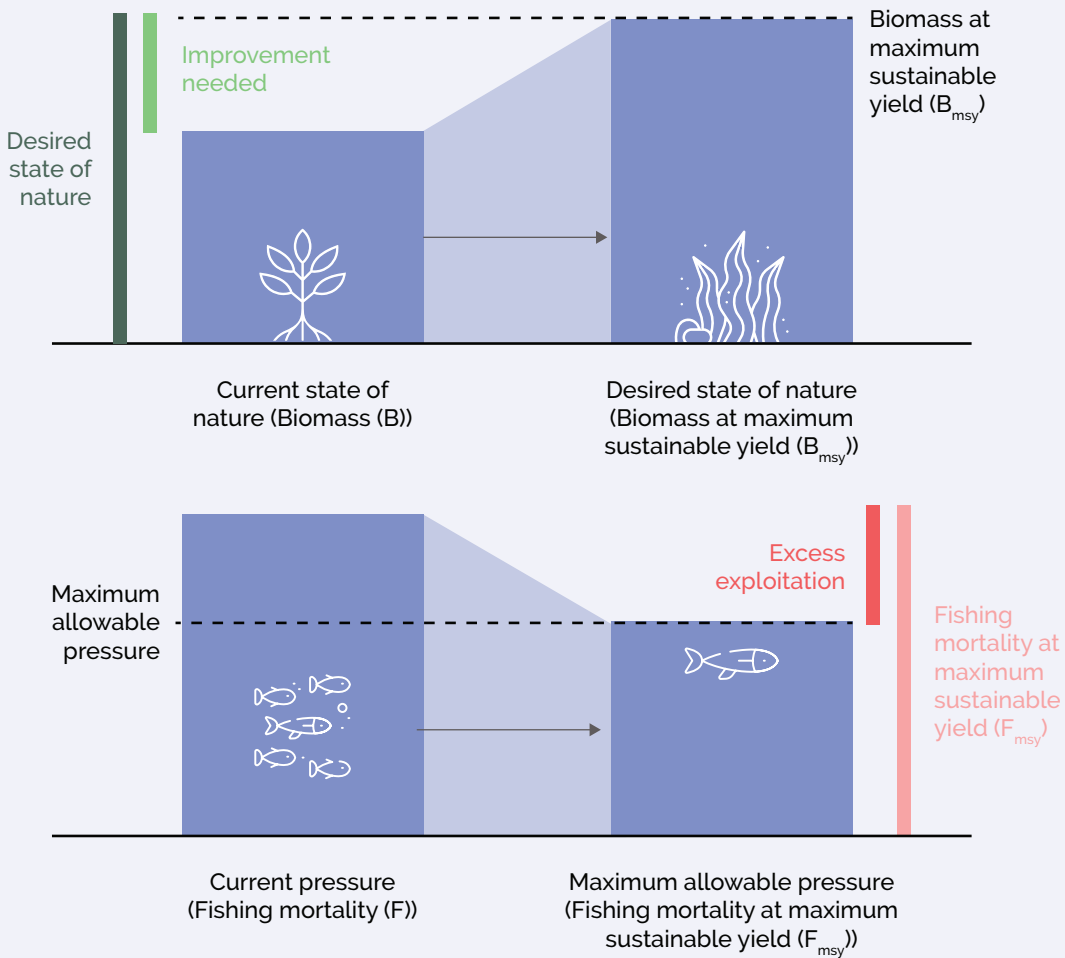 Improvement
needed
Biomass at
maximum
sustainable
yield (Bmsy)
Desired
state of
nature
Current state of
nature (Biomass (B))
Desired state of nature
(Biomass at maximum
sustainable yield (Bmsy))
Maximum
allowable
pressure
Excess
exploitation
Fishing
mortality at
maximum
sustainable
yield (Fmsy)
Current pressure
(Fishing mortality (F))
Maximum allowable pressure
(Fishing mortality at maximum
sustainable yield (Fmsy))